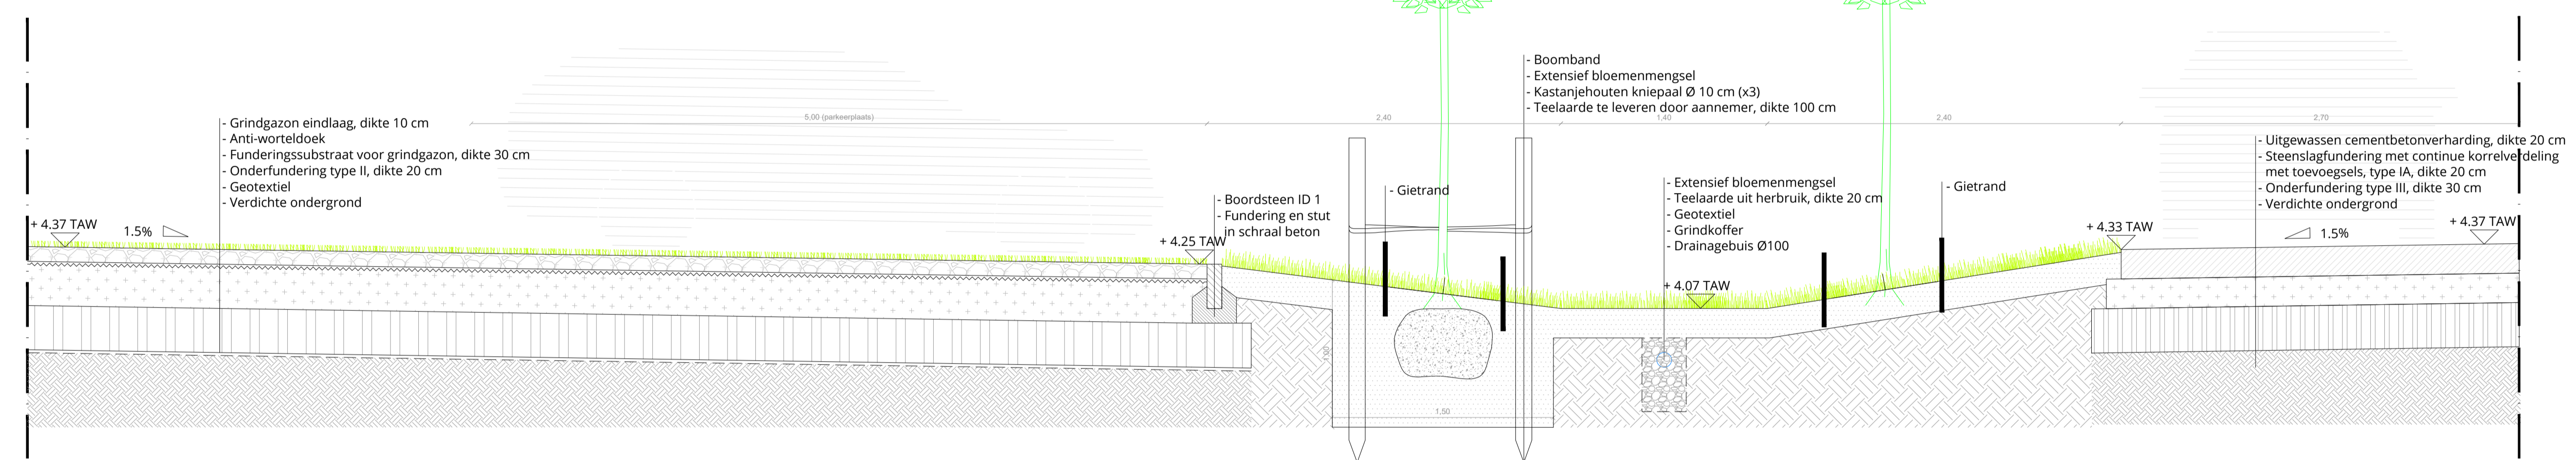 - Boomband
- Extensief bloemenmengsel
- Kastanjehouten kniepaal Ø 10 cm (x3)
- Teelaarde te leveren door aannemer, dikte 100 cm
5,00 (parkeerplaats)
2,40
1,40
2,40
2,70
- Grindgazon eindlaag, dikte 10 cm
- Anti-worteldoek
- Funderingssubstraat voor grindgazon, dikte 30 cm
- Onderfundering type II, dikte 20 cm
- Geotextiel
- Verdichte ondergrond
- Uitgewassen cementbetonverharding, dikte 20 cm
- Steenslagfundering met continue korrelverdeling
met toevoegsels, type IA, dikte 20 cm
- Onderfundering type III, dikte 30 cm
- Verdichte ondergrond
- Boordsteen ID 1
- Fundering en stut
in schraal beton
- Gietrand
- Extensief bloemenmengsel
- Teelaarde uit herbruik, dikte 20 cm
- Geotextiel
- Grindkoffer
- Drainagebuis Ø100
- Gietrand
+ 4.37 TAW
1.5%
+ 4.25 TAW
+ 4.07 TAW
+ 4.33 TAW
1.5%
+ 4.37 TAW
1,00
1,50